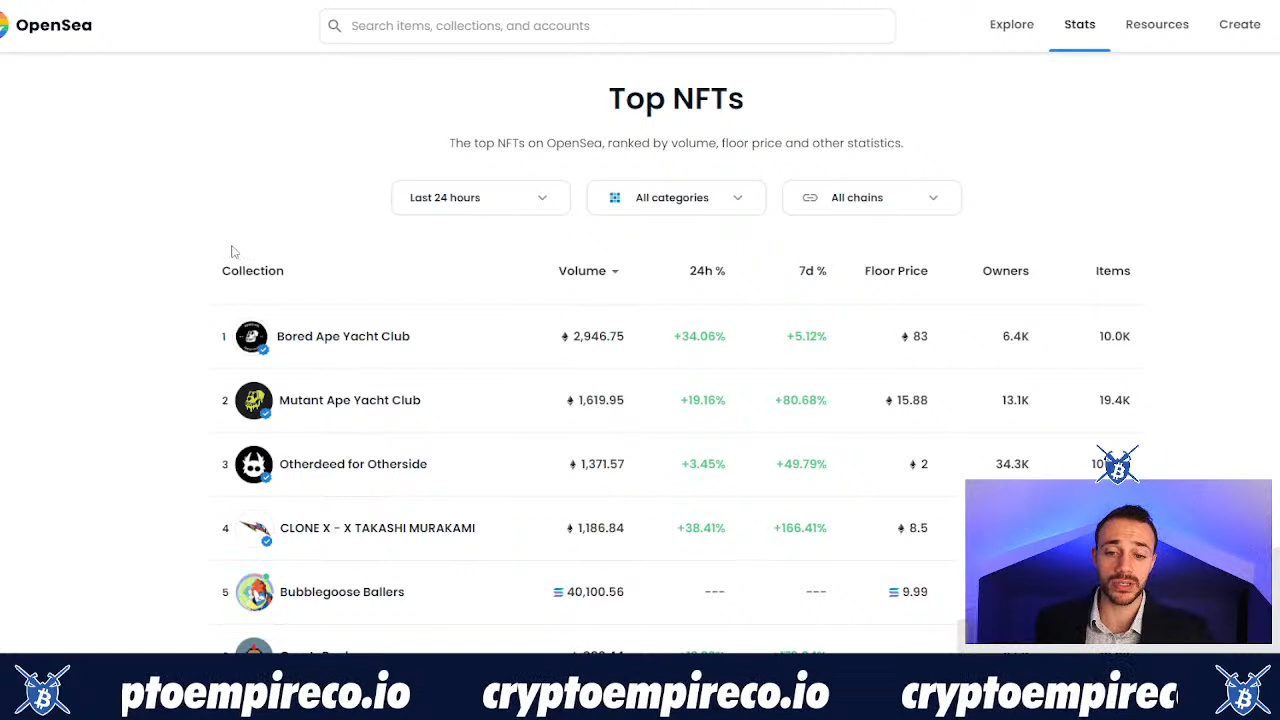 OpenSea
Search items, collections, and accounts
Explore Stats Resources Create
Top NFTs
The top NFTs on OpenSea, ranked by volume, floor price and other statistics.
Last 24 hours All categories All chains
Collection Volume 24h % 7d % Floor Price Owners Items
1 Bored Ape Yacht Club 2,946.75 +34.06% +5.12% 83 6.4K 10.0K
2 Mutant Ape Yacht Club 1,619.95 +19.16% +80.68% 15.88 13.1K 19.4K
3 Otherdeed for Otherside 1,371.57 +3.45% +49.79% 2 34.3K
4 CLONE X - X TAKASHI MURAKAMI 1,186.84 +38.41% +166.41% 8.5
5 Bubblegoose Ballers 40,100.56 --- --- 9.99
ptoempireco.io cryptoempireco.io cryptoempirec